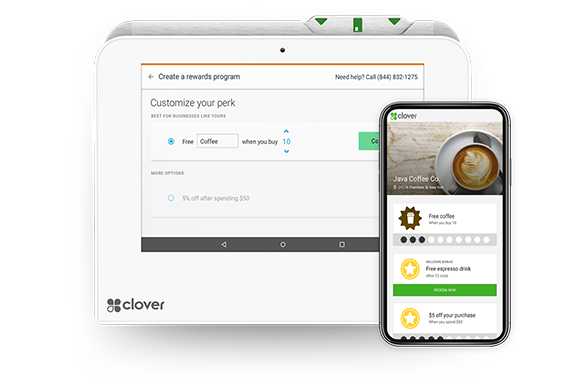 ← Create a rewards program
Need help? Call (844) 832-1275
Customize your perk
BEST FOR BUSINESSES LIKE YOURS
Free Coffee when you buy 10
Co
MORE OPTIONS
5% off after spending $50
clover
clover
Java Coffee Co.
Free coffee
When you buy 10
Free espresso drink
After 12 visits
REDEEM NOW
$5 off your purchase
When you spend $50